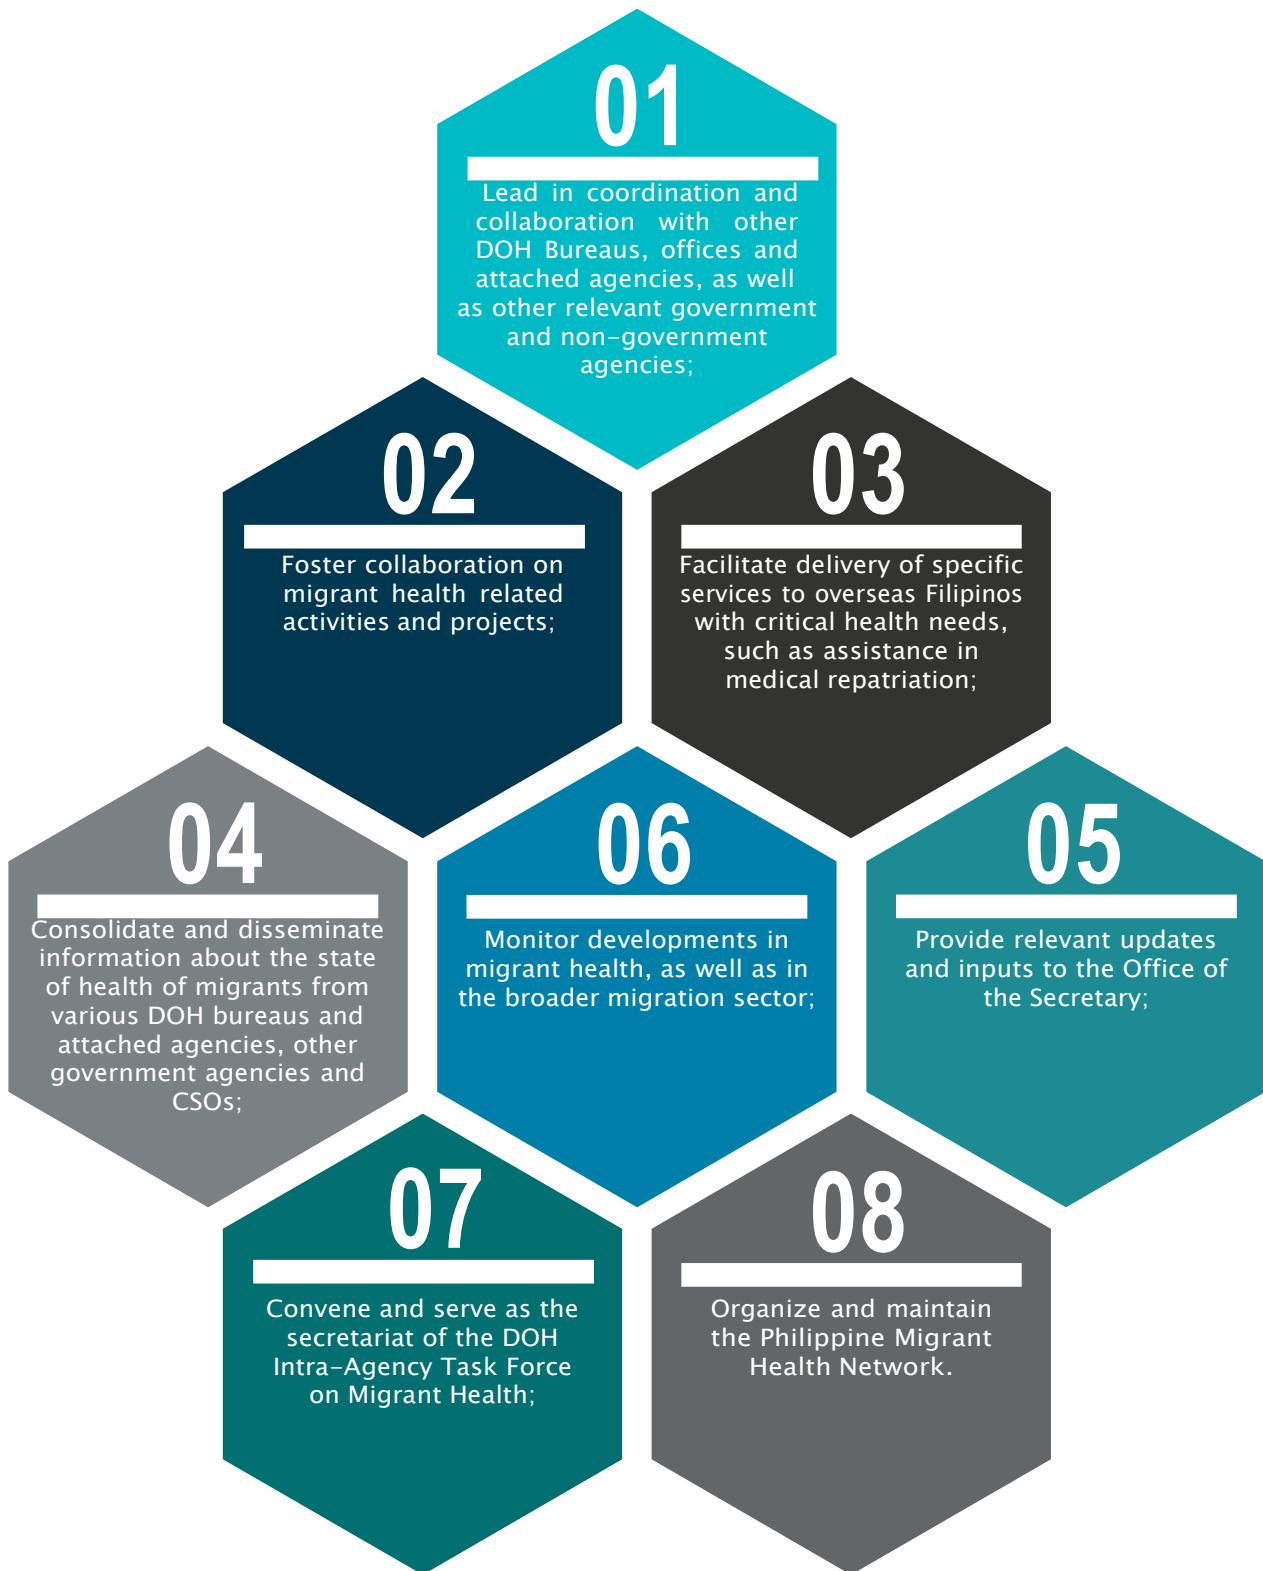 01
Lead in coordination and
collaboration with other
DOH Bureaus, offices and
attached agencies, as well
as other relevant government
and non-government
agencies;
02
Foster collaboration on
migrant health related
activities and projects;
03
Facilitate delivery of specific
services to overseas Filipinos
with critical health needs,
such as assistance in
medical repatriation;
04
Consolidate and disseminate
information about the state
of health of migrants from
various DOH bureaus and
attached agencies, other
government agencies and
CSOs;
06
Monitor developments in
migrant health, as well as in
the broader migration sector;
05
Provide relevant updates
and inputs to the Office of
the Secretary;
07
Convene and serve as the
secretariat of the DOH
Intra-Agency Task Force
on Migrant Health;
08
Organize and maintain
the Philippine Migrant
Health Network.